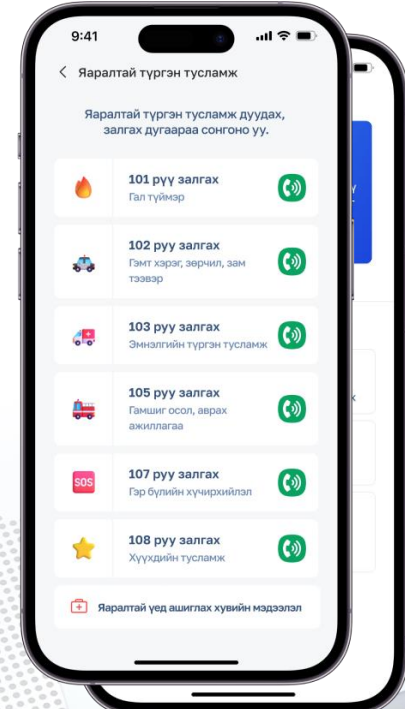 9:41
Яаралтай түргэн тусламж
Яаралтай түргэн тусламж дуудах,
залгах дугаараа сонгоно уу.
101 рүү залгах
Гал түймэр
102 руу залгах
Гэмт хэрэг, зөрчил, зам
тээвэр
103 руу залгах
Эмнэлгийн түргэн тусламж
105 руу залгах
Гамшиг осол, аврах
ажиллагаа
SOS
107 руу залгах
Гэр бүлийн хүчирхийлэл
108 руу залгах
Хүүхдийн тусламж
Яаралтай үед ашиглах хувийн мэдээлэл